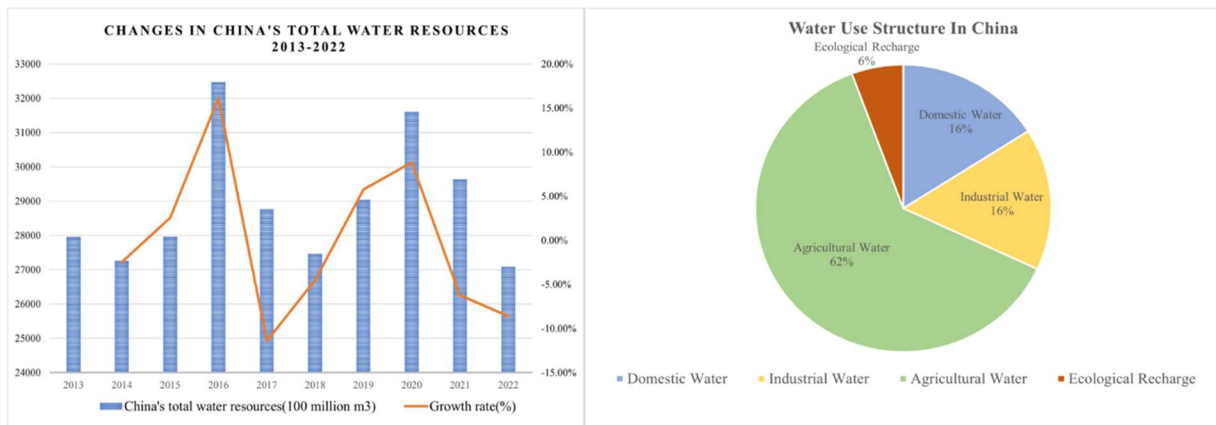 CHANGES IN CHINA'S TOTAL WATER RESOURCES
2013-2022
33000
32000
31000
30000
29000
28000
27000
26000
25000
24000
20.00%
15.00%
10.00%
5.00%
0.00%
-5.00%
-10.00%
-15.00%
2013 2014 2015 2016 2017 2018 2019 2020 2021 2022
China's total water resources(100 million m3) Growth rate(%)
Water Use Structure In China
Ecological Recharge
6%
Domestic Water
16%
Industrial Water
16%
Agricultural Water
62%
Domestic Water Industrial Water Agricultural Water Ecological Recharge